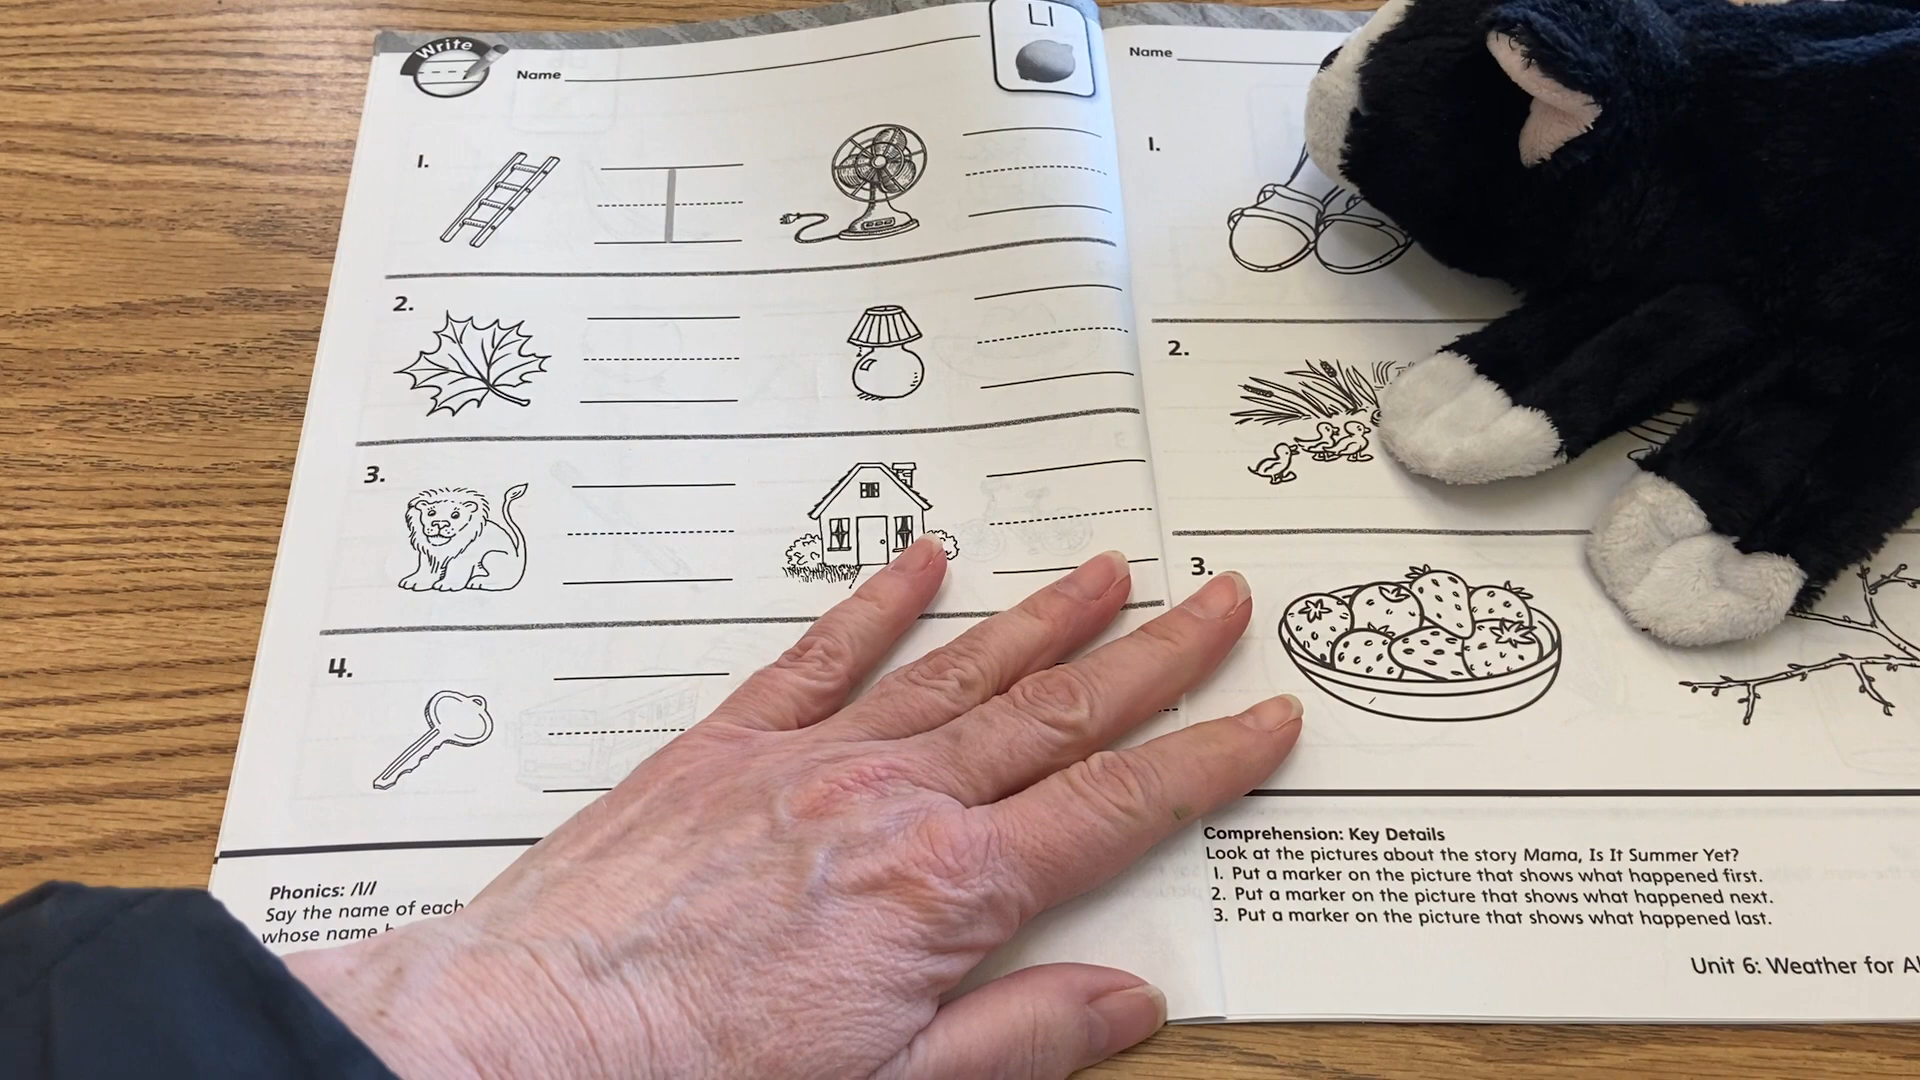 Write
Name
Ll
1.
l
2.
3.
4.
Phonics: /l/l
Say the name of each
whose name
Name
1.
2.
3.
Comprehension: Key Details
Look at the pictures about the story Mama, Is It Summer Yet?
1. Put a marker on the picture that shows what happened first.
2. Put a marker on the picture that shows what happened next.
3. Put a marker on the picture that shows what happened last.
Unit 6: Weather for